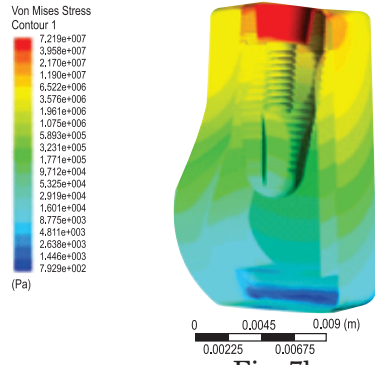 Von Mises Stress
Contour 1
7,219e+007
3,958e+007
2,170e+007
1,190e+007
6,522e+006
3,576e+006
1,961e+006
1,075e+006
5,893e+005
3,231e+005
1,771e+005
9,712e+004
5,325e+004
2,919e+004
1,601e+004
8,775e+003
4,811e+003
2,638e+003
1,446e+003
7,929e+002
(Pa)
0 0.0045 0.009 (m)
0.00225 0.00675